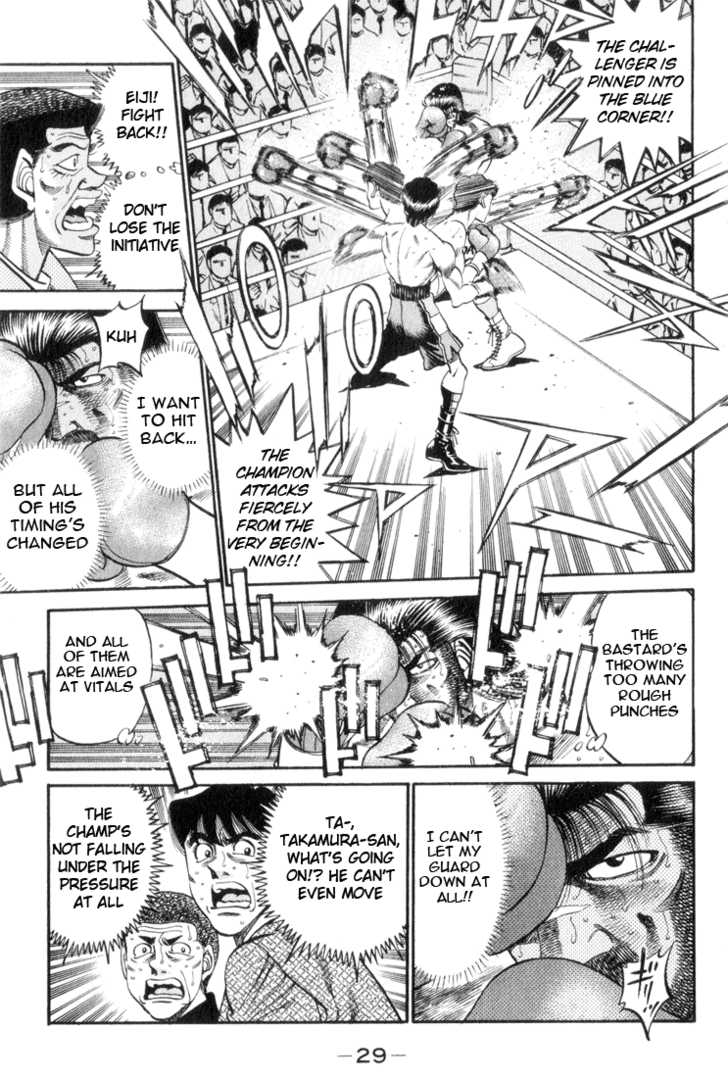 THE CHAL-
LENGER IS
PINNED INTO
THE BLUE
CORNER!!
EIJI!
FIGHT
BACK!!
DON'T
LOSE THE
INITIATIVE
THE
CHAMPION
ATTACKS
FIERCELY
FROM THE
VERY BEGIN-
NING!!
KUH
I WANT
TO HIT
BACK...
BUT ALL
OF HIS
TIMING'S
CHANGED
THE
BASTARD'S
THROWING
TOO MANY
ROUGH
PUNCHES
AND ALL
OF THEM
ARE AIMED
AT VITALS
I CAN'T
LET MY
GUARD
DOWN AT
ALL!!
TA-,
TAKAMURA-SAN,
WHAT'S GOING
ON!? HE CAN'T
EVEN MOVE
THE
CHAMP'S
NOT FALLING
UNDER THE
PRESSURE
AT ALL
—29—